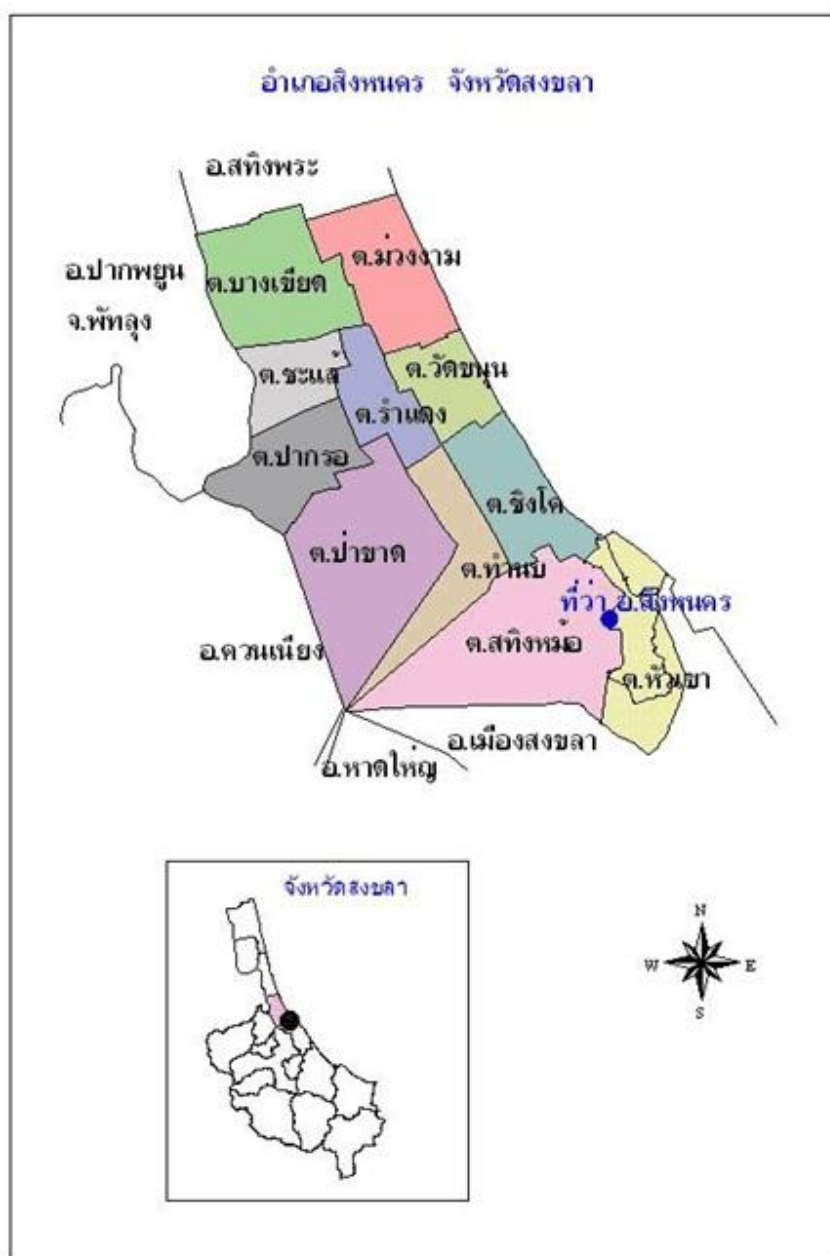 อำเภอสิงหนคร จังหวัดสงขลา
อ.สทิงพระ
ต.ม่วงงาม
อ.ปากพยูน
ต.บางเขียด
จ.พัทลุง
ต.วัดขนุน
ต.ชะแล้
ต.รำแดง
ต.ปากรอ
ต.ชิงโค
ต.ป่าขาด
ต.ทำนบ
ที่ว่า อ.สิงหนคร
อ.ควนเนียง
ต.สทิงหม้อ
ต.หัวเขา
อ.เมืองสงขลา
อ.หาดใหญ่
จังหวัดสงขลา
N
W E
S